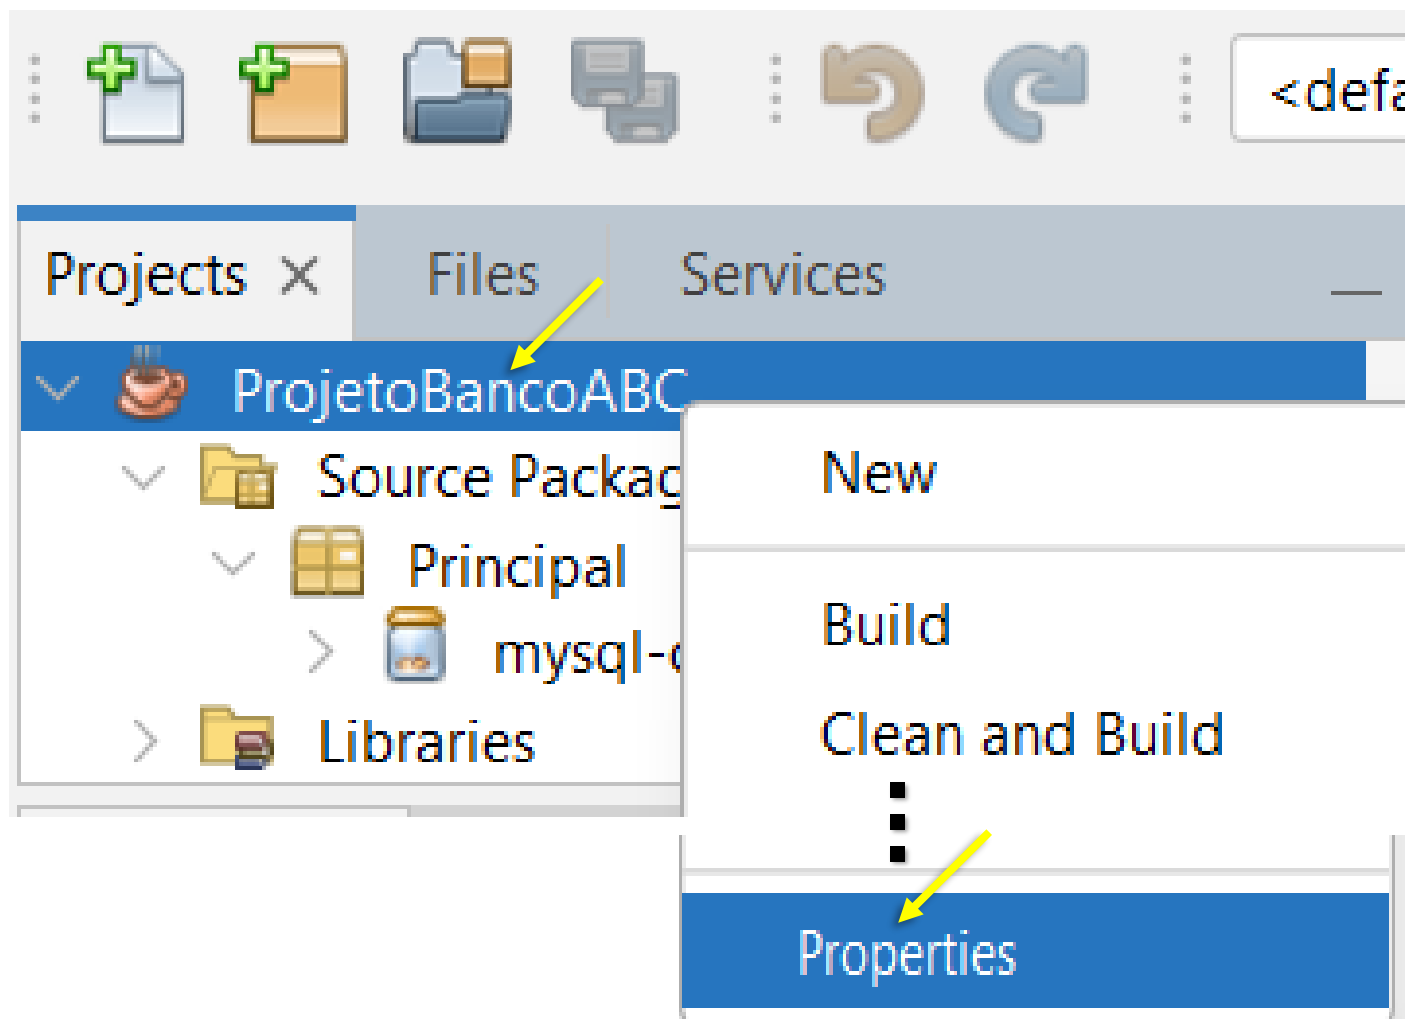 <defa
Projects
Files
Services
ProjetoBancoABC
Source Packag
Principal
mysql-c
Libraries
New
Build
Clean and Build
Properties